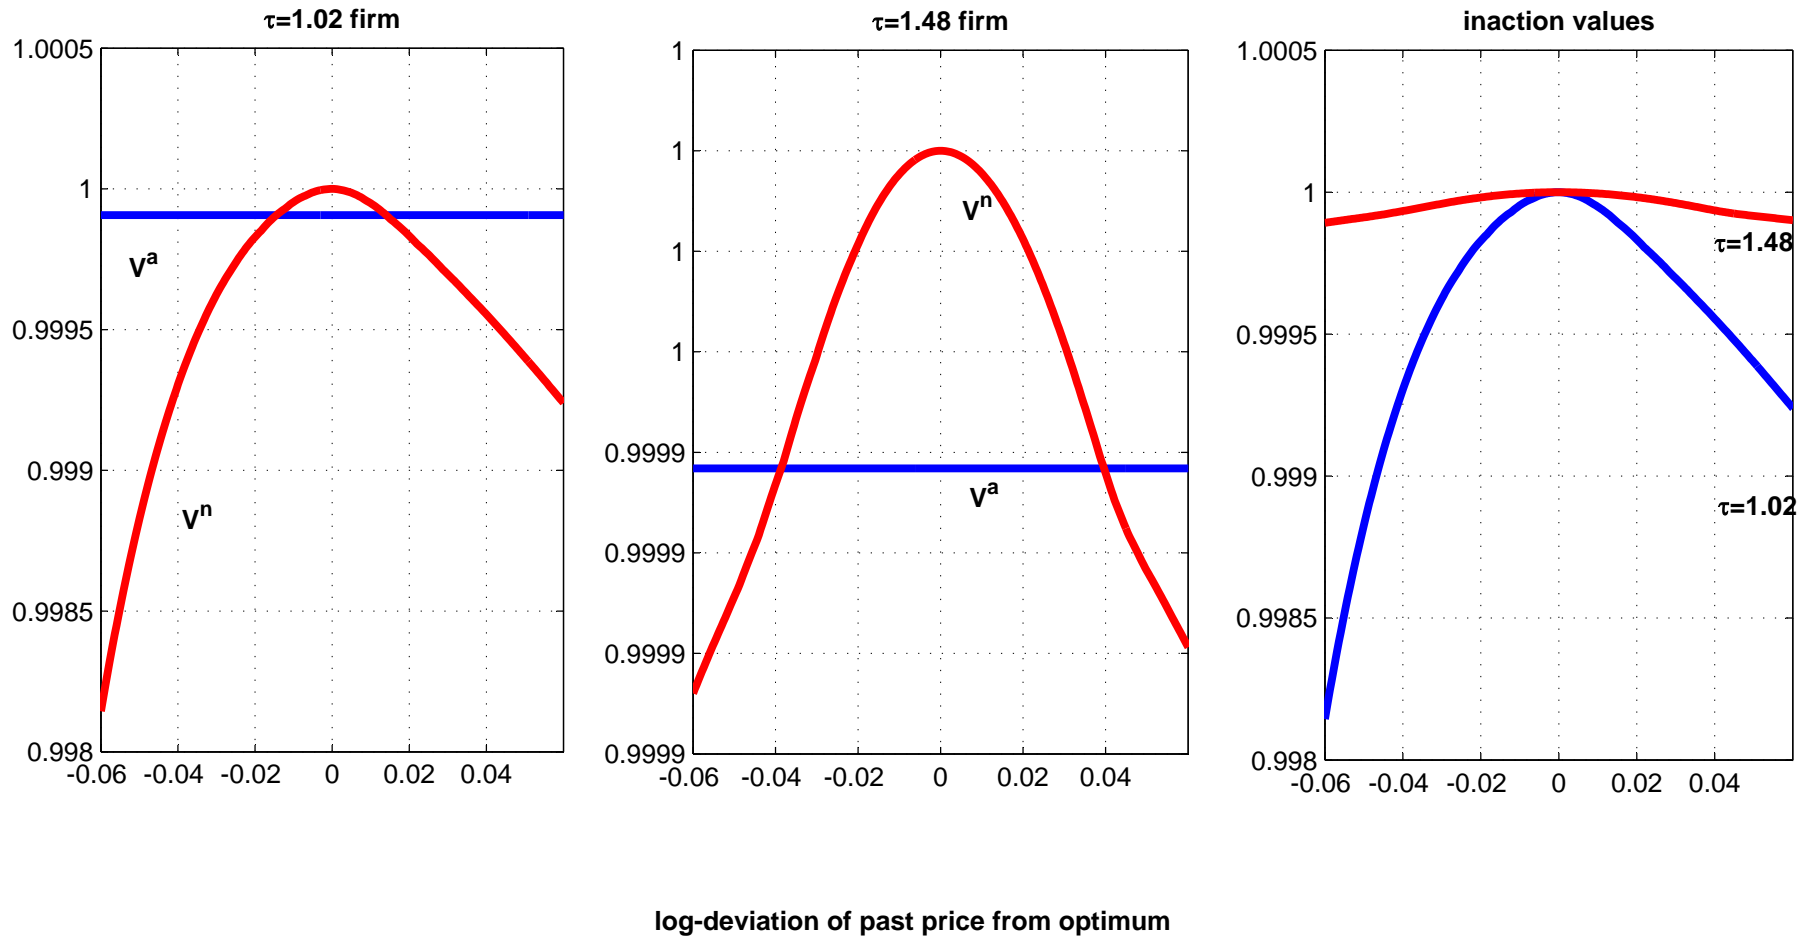 τ=1.02 firm
1.0005
1
0.9995
0.999
0.9985
0.998
-0.06 -0.04 -0.02 0 0.02 0.04
Va
Vn
τ=1.48 firm
1
1
1
1
0.9999
0.9999
0.9999
0.9999
-0.06 -0.04 -0.02 0 0.02 0.04
Vn
Va
inaction values
1.0005
1
0.9995
0.999
0.9985
0.998
-0.06 -0.04 -0.02 0 0.02 0.04
τ=1.48
τ=1.02
log-deviation of past price from optimum